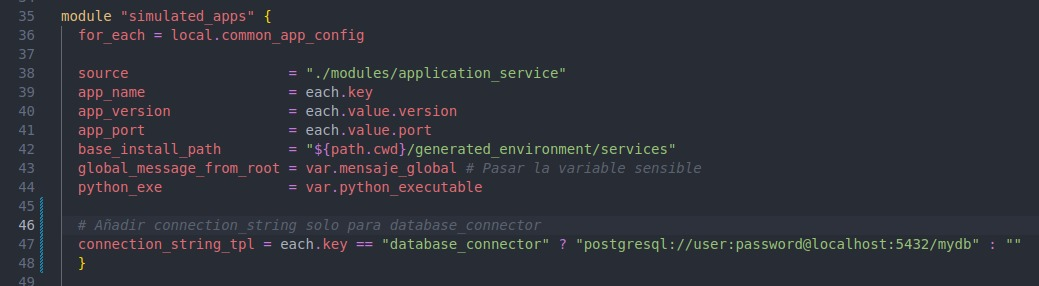 35 module "simulated_apps" {
36   for_each = local.common_app_config
37
38   source                   = "./modules/application_service"
39   app_name                 = each.key
40   app_version              = each.value.version
41   app_port                 = each.value.port
42   base_install_path        = "${path.cwd}/generated_environment/services"
43   global_message_from_root = var.mensaje_global # Pasar la variable sensible
44   python_exe               = var.python_executable
45
46   # Añadir connection_string solo para database_connector
47   connection_string_tpl = each.key == "database_connector" ? "postgresql://user:password@localhost:5432/mydb" : ""
48   }
49